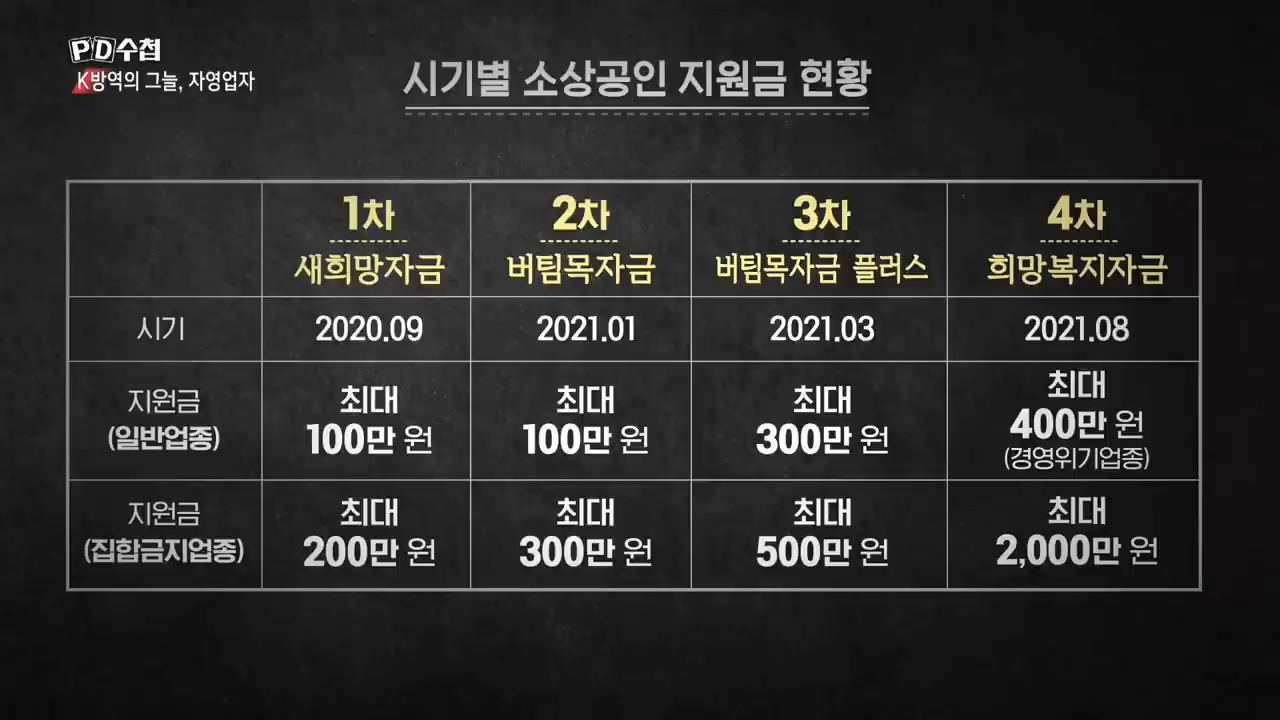 PD수첩
K방역의 그늘, 자영업자
시기별 소상공인 지원금 현황
1차 2차 3차 4차
새희망자금 버팀목자금 버팀목자금 플러스 희망복지자금
시기 2020.09 2021.01 2021.03 2021.08
지원금 최대 최대 최대 최대
(일반업종) 100만 원 100만 원 300만 원 400만 원
(경영위기업종)
지원금 최대 최대 최대 최대
(집합금지업종) 200만 원 300만 원 500만 원 2,000만 원